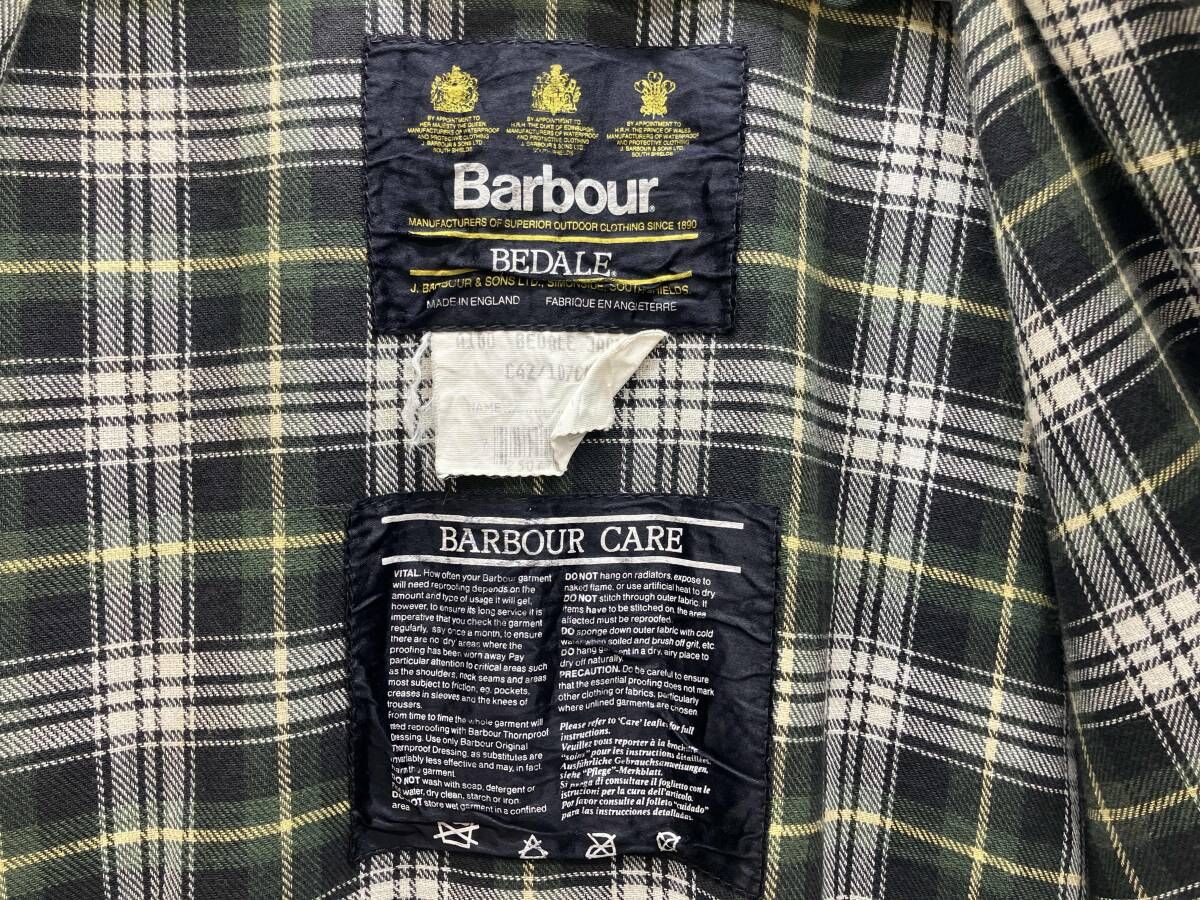 BY APPOINTMENT TO
HER MAJESTY THE QUEEN
MANUFACTURERS OF WATERPROOF
AND PROTECTIVE CLOTHING
J. BARBOUR & SONS LTD.
SOUTH SHIELDS
BY APPOINTMENT TO
H.R.H. THE DUKE OF EDINBURGH
MANUFACTURERS OF WATERPROOF
AND PROTECTIVE CLOTHING
J. BARBOUR & SONS LTD.
SOUTH SHIELDS
BY APPOINTMENT TO
H.R.H. THE PRINCE OF WALES
MANUFACTURERS OF WATERPROOF
AND PROTECTIVE CLOTHING
J. BARBOUR & SONS LTD.
SOUTH SHIELDS
Barbour
MANUFACTURERS OF SUPERIOR OUTDOOR CLOTHING SINCE 1890
BEDALE
J. BARBOUR & SONS LTD., SIMONSIDE, SOUTH SHIELDS.
MADE IN ENGLAND FABRIQUE EN ANGLETERRE
BEDALE
C42/10
NAME
BARBOUR CARE
VITAL. How often your Barbour garment
will need reproofing depends on the
amount and type of usage it will get,
however, to ensure its long service it is
imperative that you check the garment
regularly, say once a month, to ensure
there are no 'dry' areas where the
proofing has been worn away. Pay
particular attention to critical areas such
as the shoulders, neck seams and areas
most subject to friction, eg. pockets,
creases in sleeves and the knees of
trousers.
From time to time the whole garment will
need reproofing with Barbour Thornproof
Dressing. Use only Barbour Original
Thornproof Dressing, as substitutes are
invariably less effective and may, in fact,
harm the garment.
DO NOT wash with soap, detergent or
water, dry clean, starch or iron.
DO NOT store wet garment in a confined
area
DO NOT hang on radiators, expose to
naked flame, or use artificial heat to dry
DO NOT stitch through outer fabric. If
items have to be stitched on, the area
affected must be reproofed.
DO sponge down outer fabric with cold
water when soiled and brush off grit, etc.
DO hang garment in a dry, airy place to
dry off naturally.
PRECAUTION. Do be careful to ensure
that the essential proofing does not mark
other clothing or fabrics, particularly
where unlined garments are chosen.
Please refer to 'Care' leaflet for full
instructions.
Veuillez vous reporter à la brochure
"soins" pour les instructions détaillées.
Ausführliche Gebrauchsanweisungen,
siehe "Pflege"-Merkblatt.
Si prega di consultare il foglietto con le
istruzioni per la cura dell'articolo.
Por favor consulte al folleto "cuidado"
para las instrucciones detalladas.